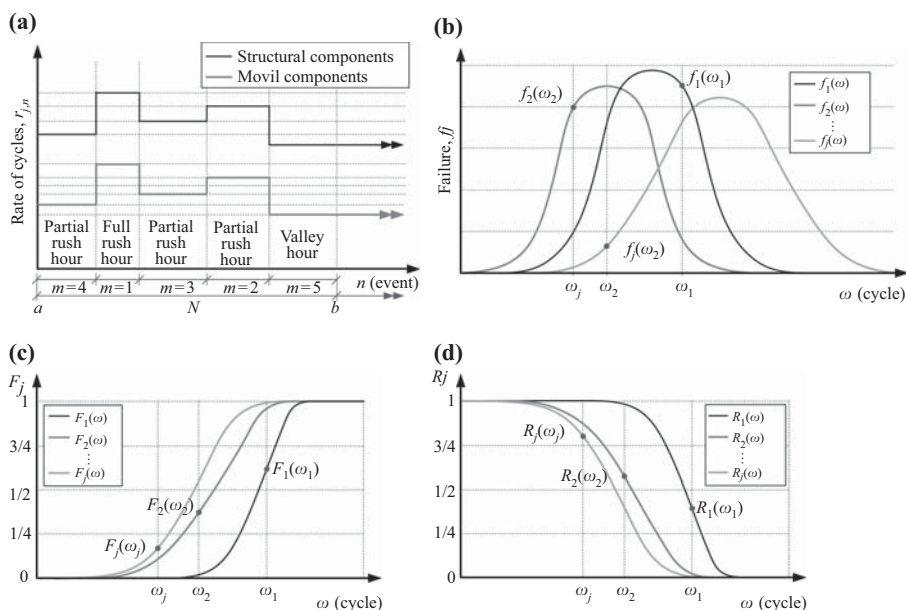 (a)
Structural components
Movil components
Rate of cycles, r_{j,n}
Partial rush hour
Full rush hour
Partial rush hour
Partial rush hour
Valley hour
n (event)
m=4
m=1
m=3
m=2
m=5
a
N
b
(b)
Failure, fj
f_2(ω_2)
f_1(ω_1)
f_j(ω_2)
f_1(ω)
f_2(ω)
⋮
f_j(ω)
ω_j
ω_2
ω_1
ω (cycle)
(c)
F_j
1
3/4
1/2
1/4
0
F_1(ω)
F_2(ω)
⋮
F_j(ω)
F_1(ω_1)
F_2(ω_2)
F_j(ω_j)
ω_j
ω_2
ω_1
ω (cycle)
(d)
Rj
1
3/4
1/2
1/4
0
R_j(ω_j)
R_2(ω_2)
R_1(ω_1)
R_1(ω)
R_2(ω)
⋮
R_j(ω)
ω_j
ω_2
ω_1
ω (cycle)